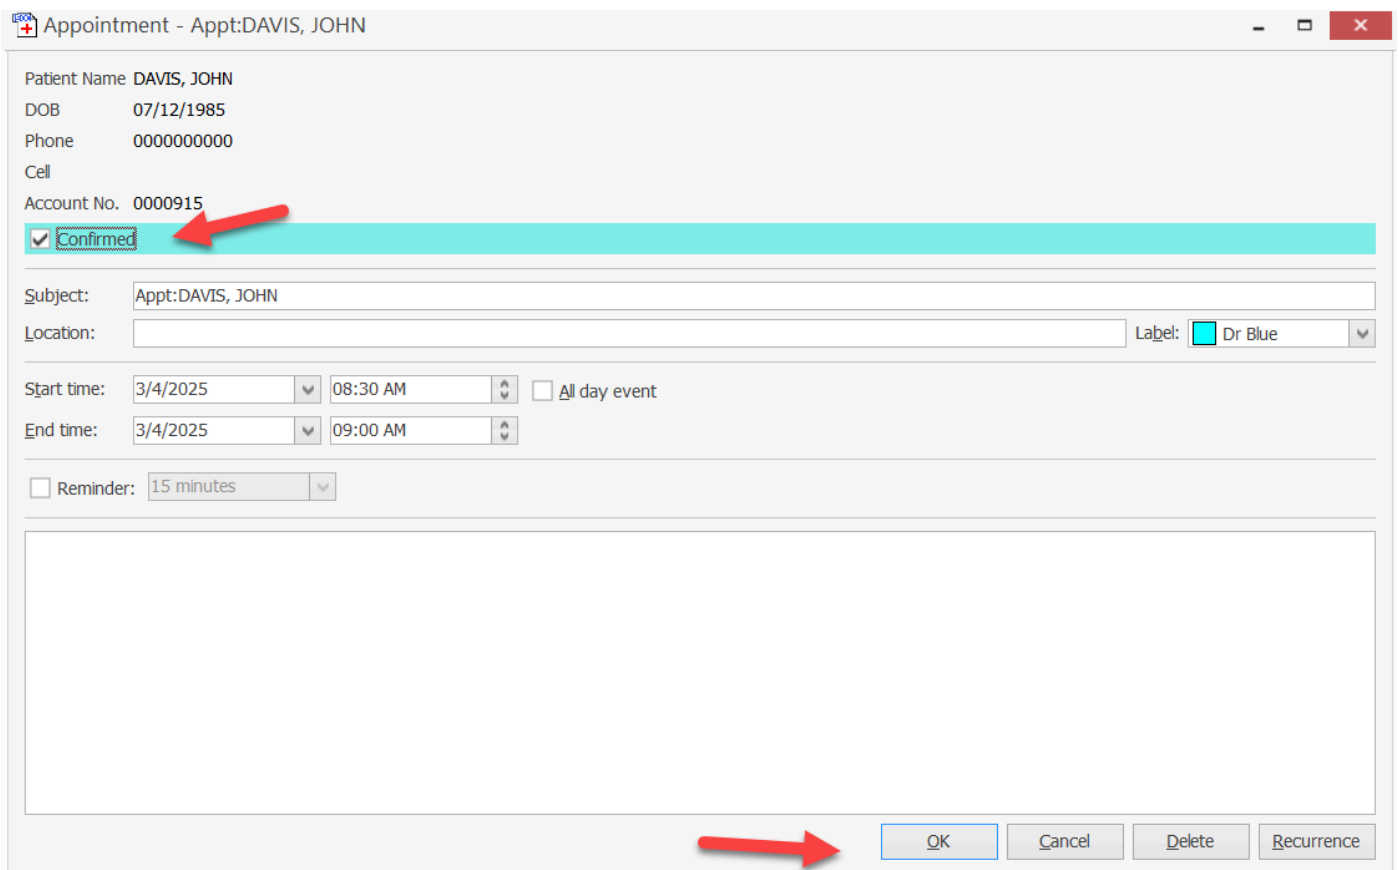 Appointment - Appt:DAVIS, JOHN
Patient Name DAVIS, JOHN
DOB 07/12/1985
Phone 0000000000
Cell
Account No. 0000915
Confirmed
Subject: Appt:DAVIS, JOHN
Location: Label: Dr Blue
Start time: 3/4/2025 08:30 AM All day event
End time: 3/4/2025 09:00 AM
Reminder: 15 minutes
OK Cancel Delete Recurrence